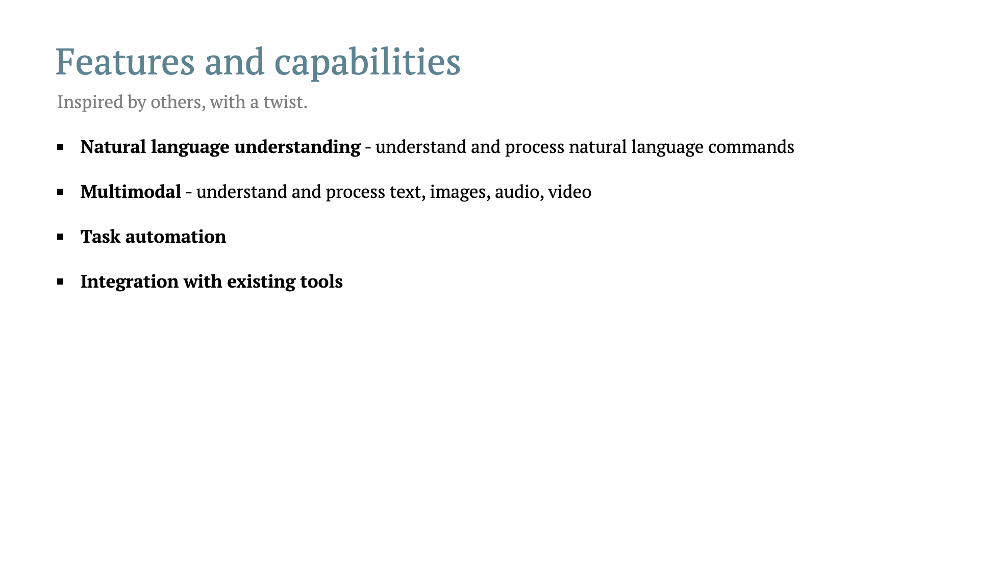 Features and capabilities
Inspired by others, with a twist.
▪ Natural language understanding - understand and process natural language commands
▪ Multimodal - understand and process text, images, audio, video
▪ Task automation
▪ Integration with existing tools